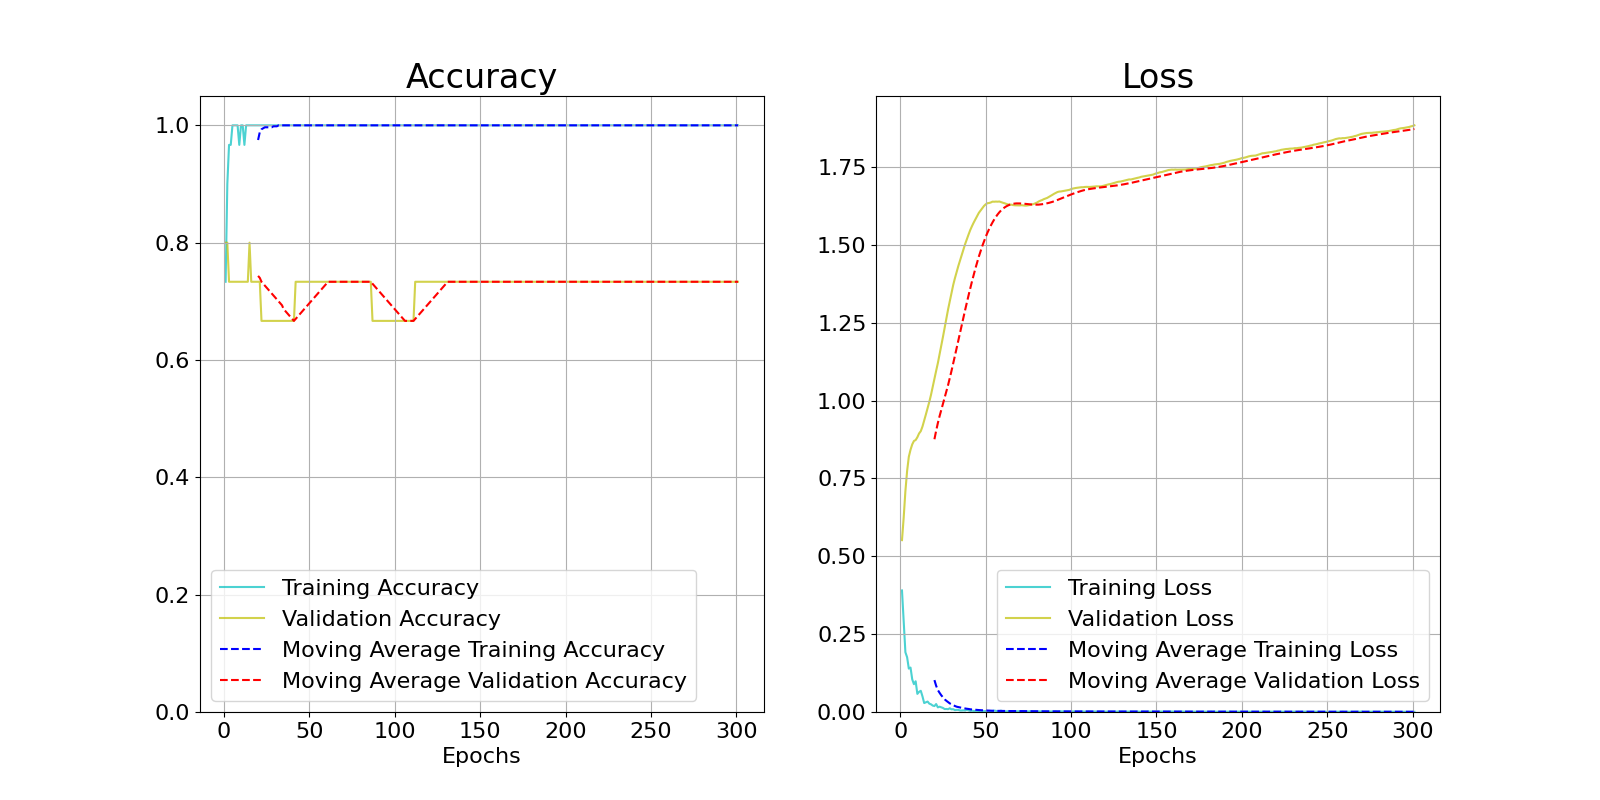 Accuracy
1.0
0.8
0.6
0.4
0.2
0.0
0 50 100 150 200 250 300
Epochs
Training Accuracy
Validation Accuracy
Moving Average Training Accuracy
Moving Average Validation Accuracy
Loss
1.75
1.50
1.25
1.00
0.75
0.50
0.25
0.00
0 50 100 150 200 250 300
Epochs
Training Loss
Validation Loss
Moving Average Training Loss
Moving Average Validation Loss